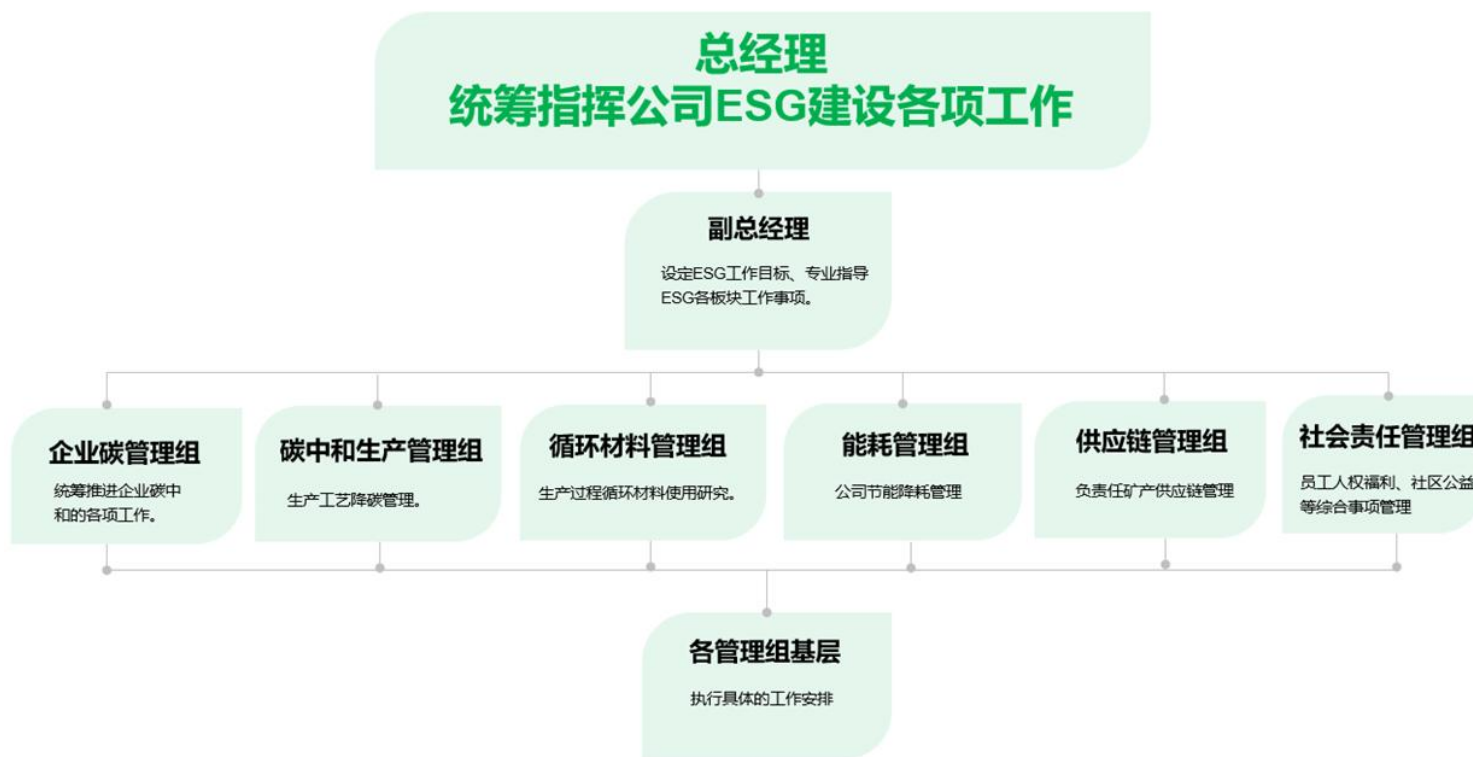 总经理
统筹指挥公司ESG建设各项工作
副总经理
设定ESG工作目标、专业指导
ESG各板块工作事项。
企业碳管理组
统筹推进企业碳中
和的各项工作。
碳中和生产管理组
生产工艺降碳管理。
循环材料管理组
生产过程循环材料使用研究。
能耗管理组
公司节能降耗管理
供应链管理组
负责任矿产供应链管理
社会责任管理组
员工人权福利、社区公益
等综合事项管理
各管理组基层
执行具体的工作安排